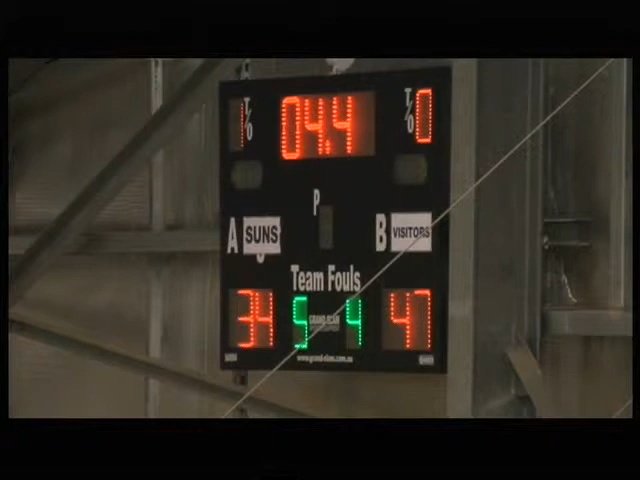 1 T/O 04.4 T/O 0
P
A SUNS B VISITORS
Team Fouls
34 5 4 47
www.grand-slam.com.au